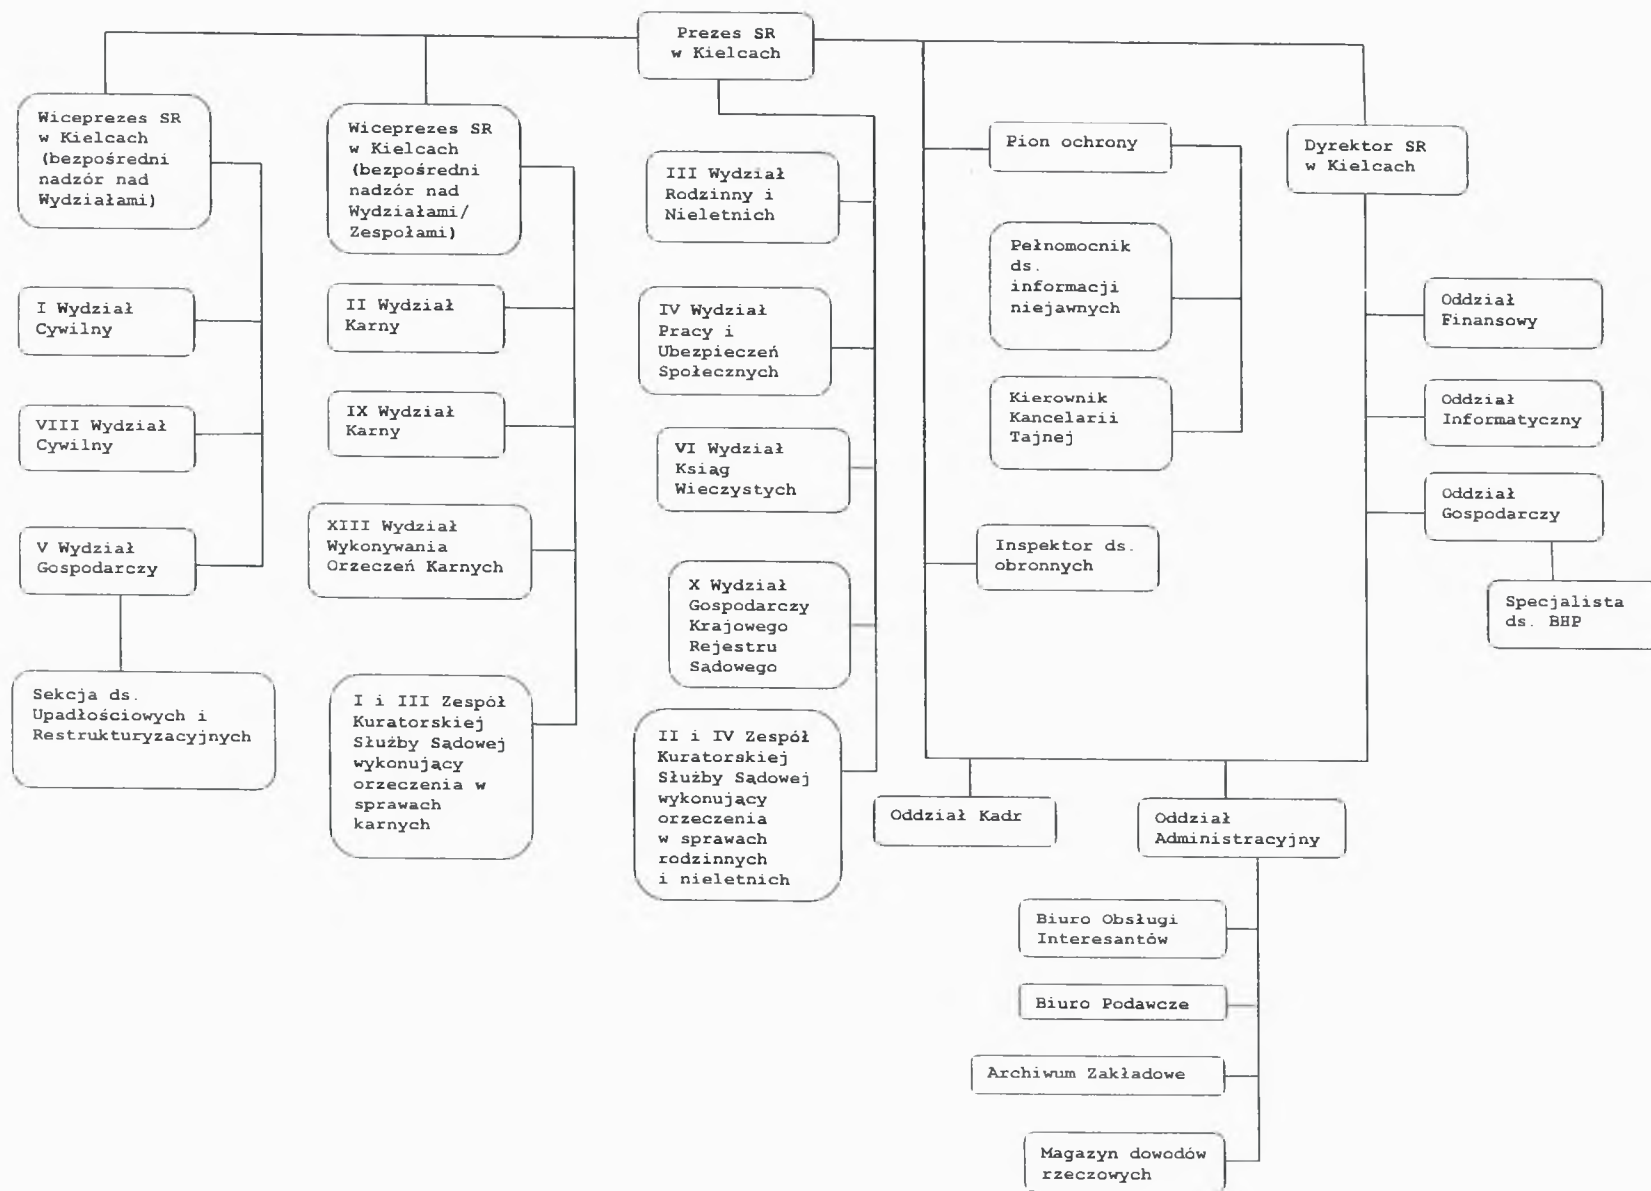 Prezes SR
w Kielcach
Wiceprezes SR
w Kielcach
(bezpośredni
nadzór nad
Wydziałami)
I Wydział
Cywilny
VIII Wydział
Cywilny
V Wydział
Gospodarczy
Sekcja ds.
Upadłościowych i
Restrukturyzacyjnych
Wiceprezes SR
w Kielcach
(bezpośredni
nadzór nad
Wydziałami/
Zespołami)
II Wydział
Karny
IX Wydział
Karny
XIII Wydział
Wykonywania
Orzeczeń Karnych
I i III Zespół
Kuratorskiej
Służby Sądowej
wykonujący
orzeczenia w
sprawach
karnych
III Wydział
Rodzinny i
Nieletnich
IV Wydział
Pracy i
Ubezpieczeń
Społecznych
VI Wydział
Ksiąg
Wieczystych
X Wydział
Gospodarczy
Krajowego
Rejestru
Sądowego
II i IV Zespół
Kuratorskiej
Służby Sądowej
wykonujący
orzeczenia
w sprawach
rodzinnych
i nieletnich
Pion ochrony
Pełnomocnik
ds.
informacji
niejawnych
Kierownik
Kancelarii
Tajnej
Inspektor ds.
obronnych
Dyrektor SR
w Kielcach
Oddział
Finansowy
Oddział
Informatyczny
Oddział
Gospodarczy
Specjalista
ds. BHP
Oddział Kadr
Oddział
Administracyjny
Biuro Obsługi
Interesantów
Biuro Podawcze
Archiwum Zakładowe
Magazyn dowodów
rzeczowych